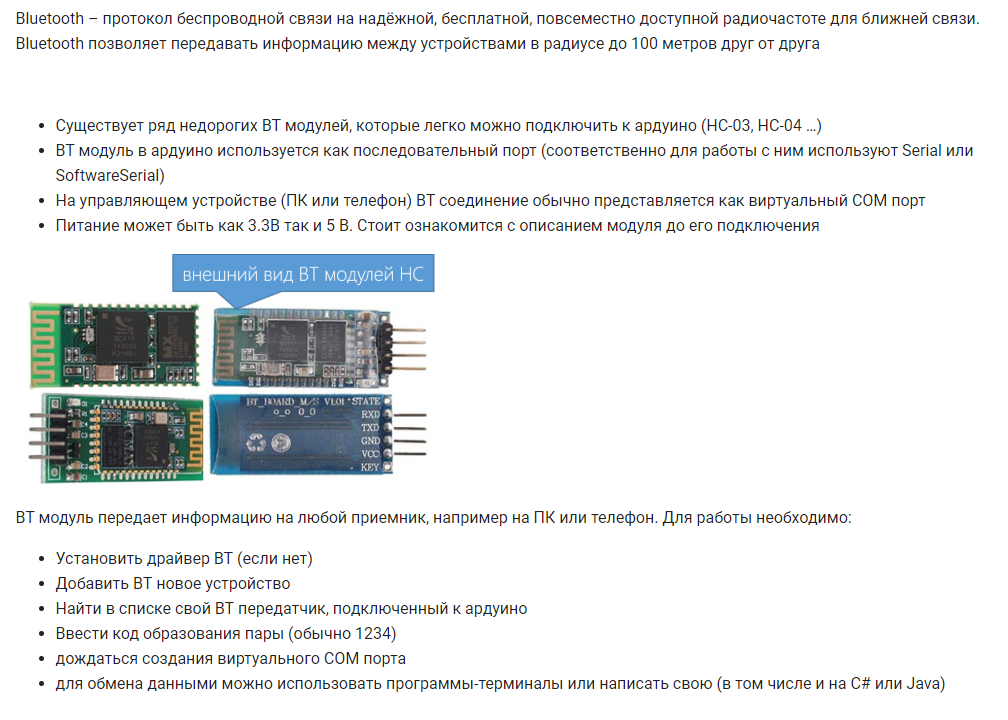 Bluetooth – протокол беспроводной связи на надёжной, бесплатной, повсеместно доступной радиочастоте для ближней связи.
Bluetooth позволяет передавать информацию между устройствами в радиусе до 100 метров друг от друга
• Существует ряд недорогих BT модулей, которые легко можно подключить к ардуино (HC-03, HC-04 ...)
• BT модуль в ардуино используется как последовательный порт (соответственно для работы с ним используют Serial или
SoftwareSerial)
• На управляющем устройстве (ПК или телефон) BT соединение обычно представляется как виртуальный COM порт
• Питание может быть как 3.3В так и 5 В. Стоит ознакомится с описанием модуля до его подключения
внешний вид BT модулей HC
BT_BOARD_M/S V1.01 STATE
RXD
TXD
GND
VCC
KEY
BT модуль передает информацию на любой приемник, например на ПК или телефон. Для работы необходимо:
• Установить драйвер BT (если нет)
• Добавить BT новое устройство
• Найти в списке свой BT передатчик, подключенный к ардуино
• Ввести код образования пары (обычно 1234)
• дождаться создания виртуального COM порта
• для обмена данными можно использовать программы-терминалы или написать свою (в том числе и на C# или Java)